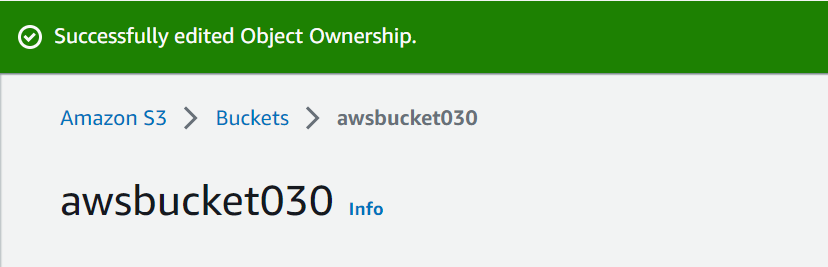 Successfully edited Object Ownership.
Amazon S3 > Buckets > awsbucket030
awsbucket030 Info